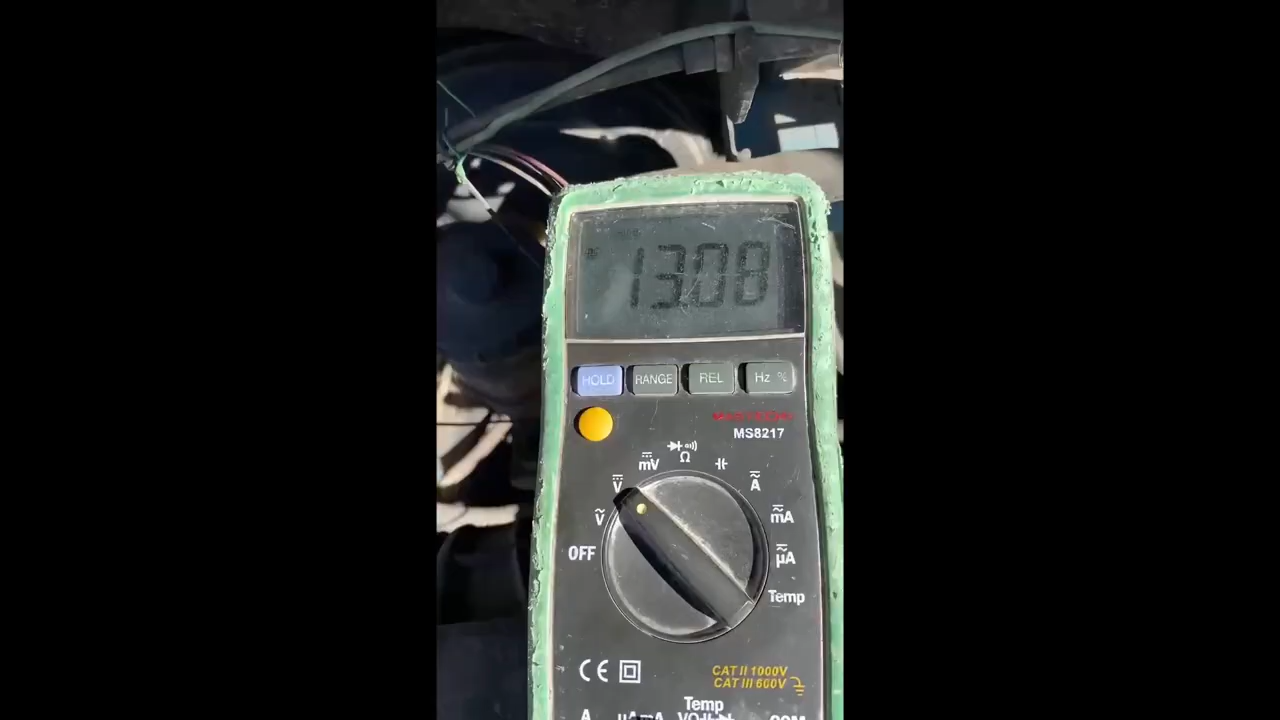 13.08
HOLD RANGE REL Hz %
MS8217
Ω
mV
V
A
V
mA
OFF
µA
Temp
CE
CAT II 1000V
CAT III 600V
Temp